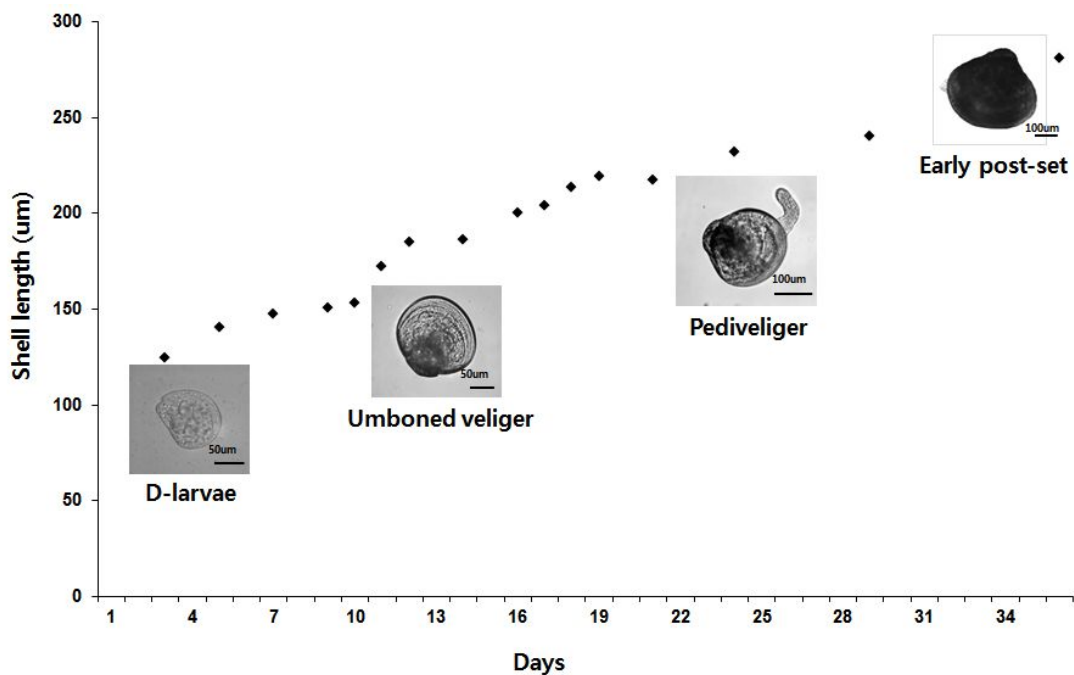 300
250
200
150
100
50
0
Shell length (um)
50um
D-larvae
50um
Umboned veliger
100um
Pediveliger
100um
Early post-set
1 4 7 10 13 16 19 22 25 28 31 34
Days